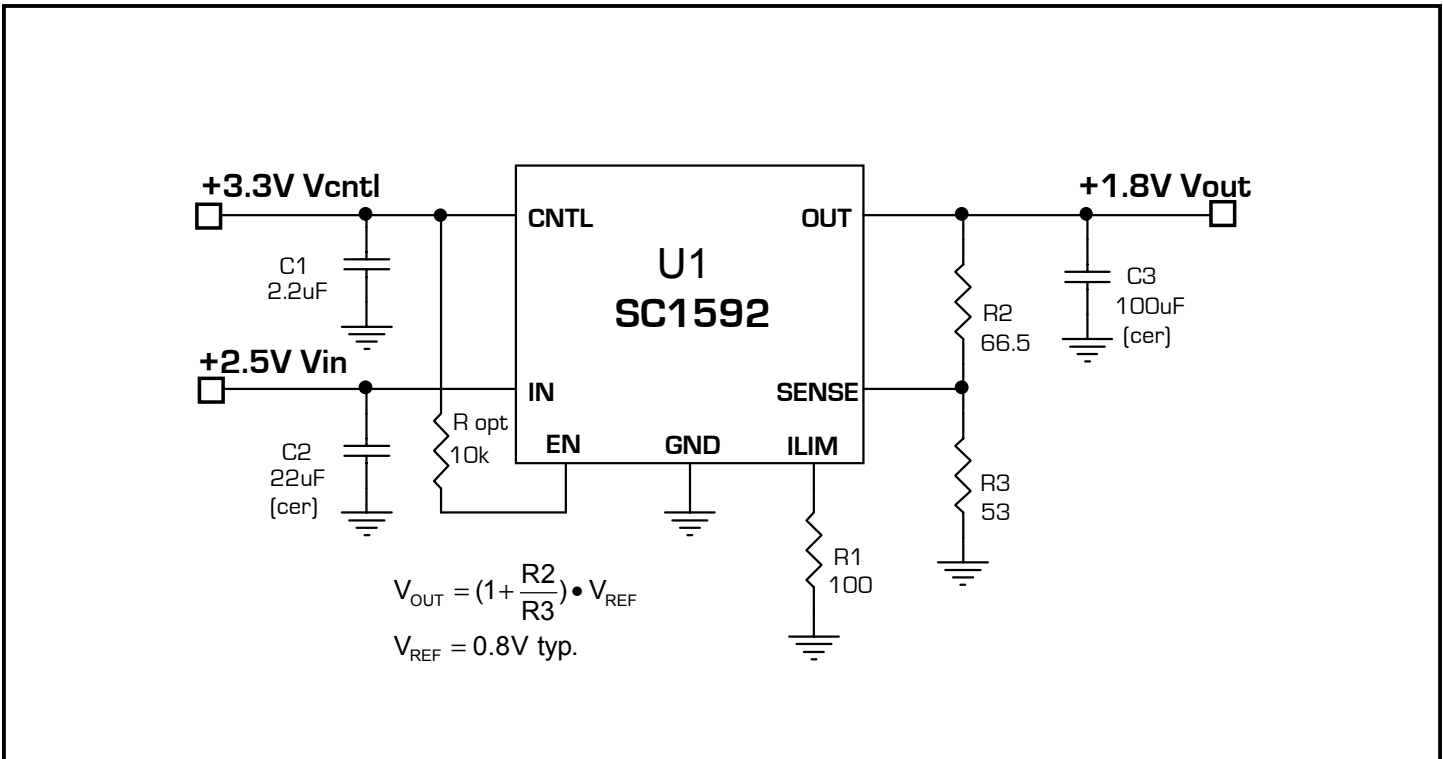 +3.3V Vcntl
+1.8V Vout
CNTL
OUT
U1
SC1592
C1
2.2uF
C3
100uF
(cer)
R2
66.5
+2.5V Vin
IN
SENSE
R opt
10k
EN
GND
ILIM
C2
22uF
(cer)
R3
53
R1
100
V_OUT = (1+ R2/R3) • V_REF
V_REF = 0.8V typ.